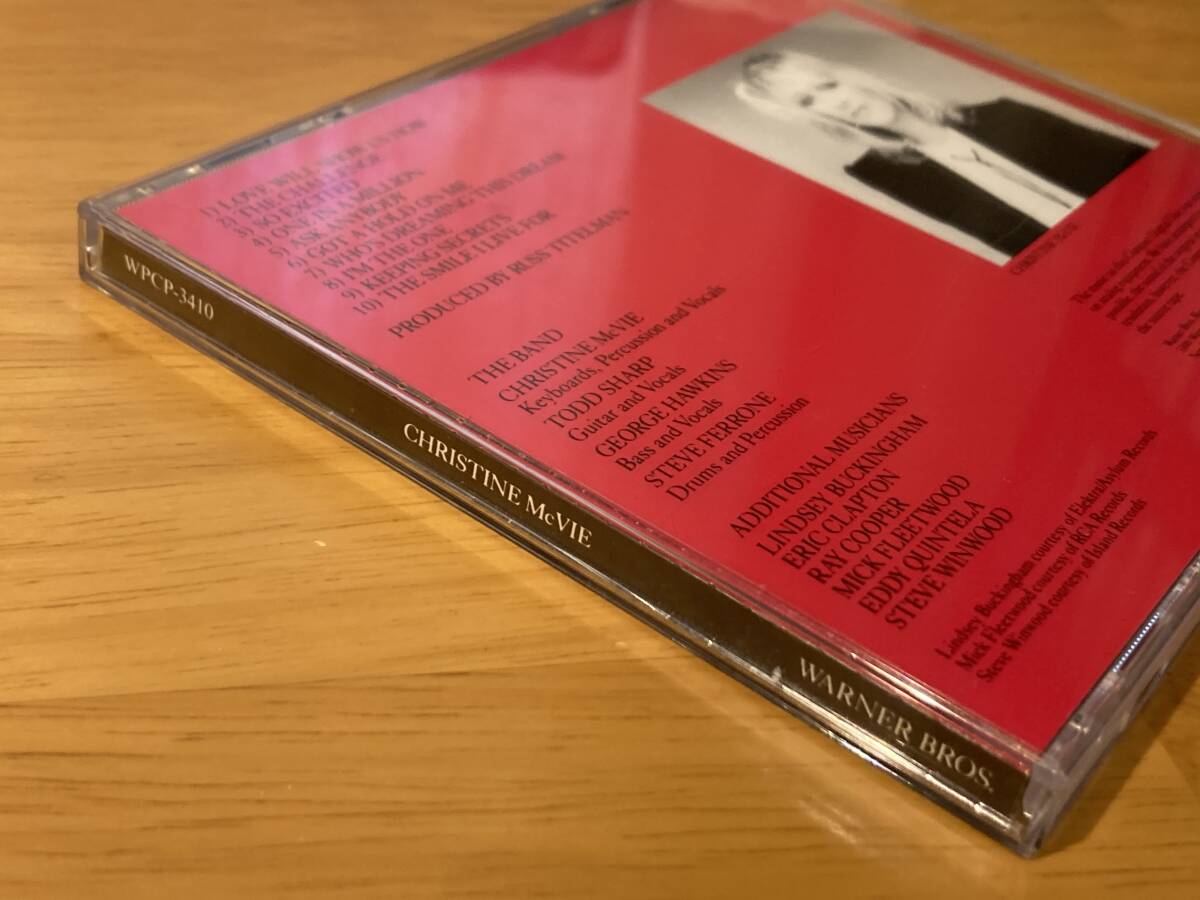 1) LOVE WILL SHOW US HOW
2) THE CHALLENGE
3) SO EXCITED
4) ONE IN A MILLION
5) ASK ANYBODY
6) GOT A HOLD ON ME
7) WHO'S DREAMING THIS DREAM
8) I'M THE ONE
9) KEEPING SECRETS
10) THE SMILE I LIVE FOR
PRODUCED BY RUSS TITELMAN
THE BAND
CHRISTINE McVIE
Keyboards, Percussion and Vocals
TODD SHARP
Guitar and Vocals
GEORGE HAWKINS
Bass and Vocals
STEVE FERRONE
Drums and Percussion
ADDITIONAL MUSICIANS
LINDSEY BUCKINGHAM
ERIC CLAPTON
RAY COOPER
MICK FLEETWOOD
EDDY QUINTELA
STEVE WINWOOD
Lindsey Buckingham courtesy of Elektra/Asylum Records
Mick Fleetwood courtesy of RCA Records
Steve Winwood courtesy of Island Records
WPCP-3410
CHRISTINE McVIE
WARNER BROS.